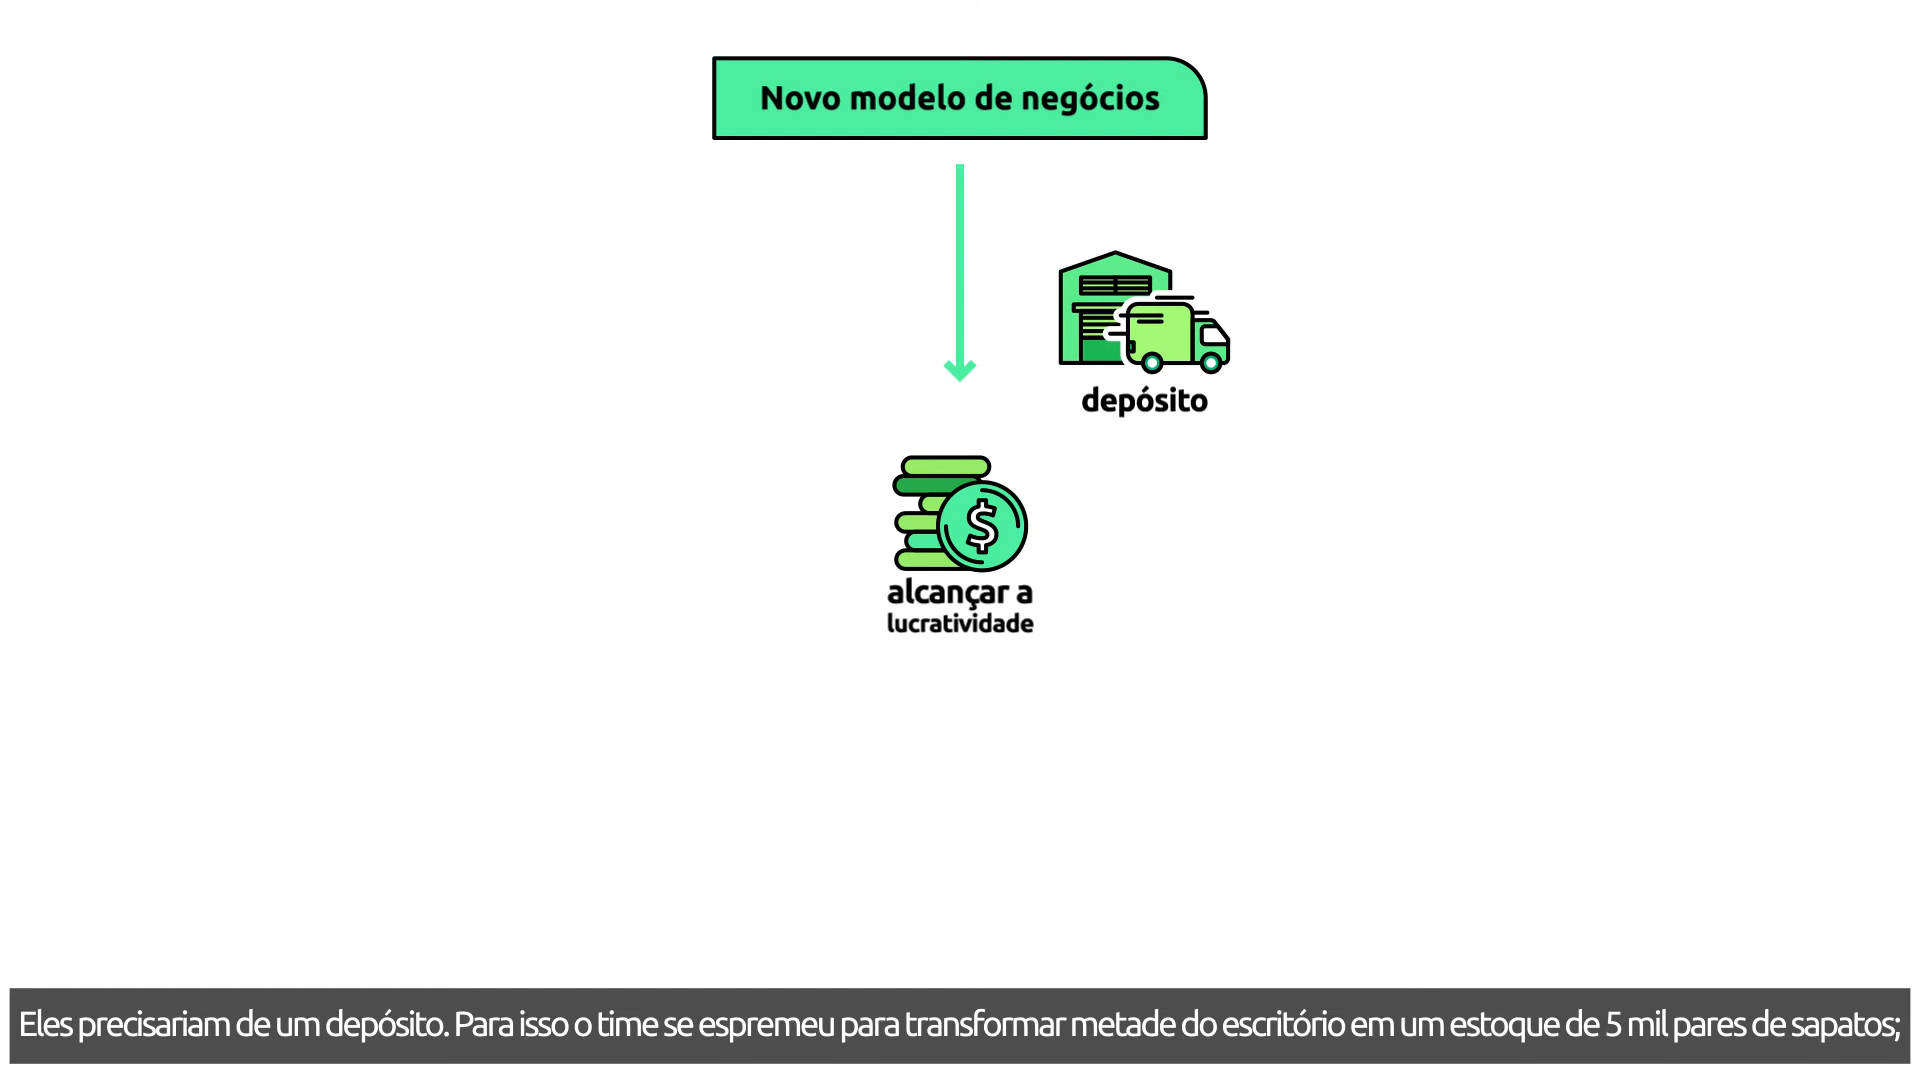 Novo modelo de negócios
depósito
$
alcançar a
lucratividade
Eles precisariam de um depósito. Para isso o time se espremeu para transformar metade do escritório em um estoque de 5 mil pares de sapatos;